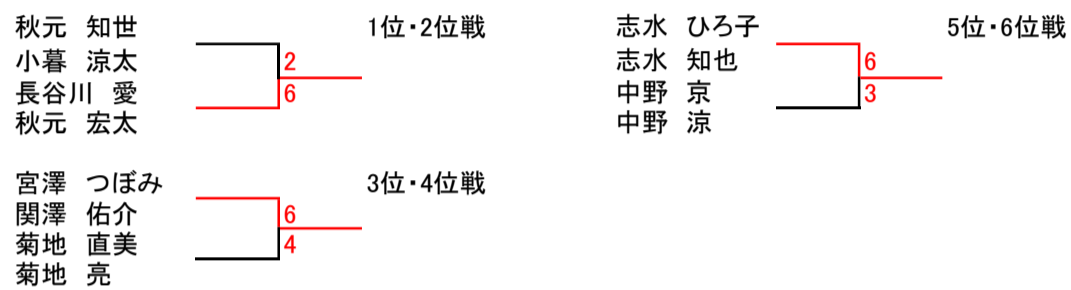 秋元　知世
1位・2位戦
小暮　涼太
2
長谷川　愛
6
秋元　宏太
志水　ひろ子
5位・6位戦
志水　知也
6
中野　京
3
中野　涼
宮澤　つぼみ
3位・4位戦
関澤　佑介
6
菊地　直美
4
菊地　亮